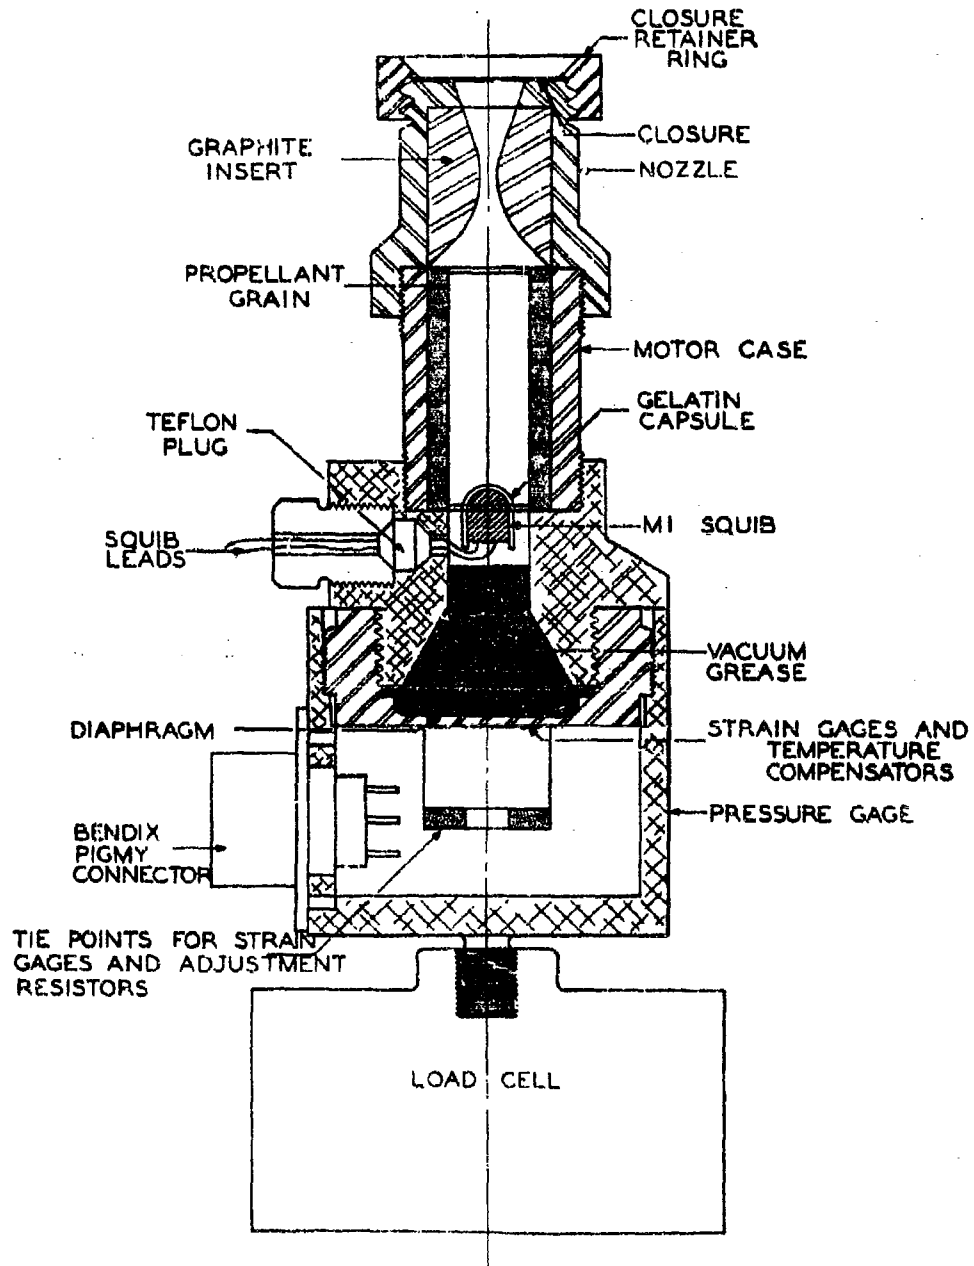 CLOSURE
RETAINER
RING
CLOSURE
GRAPHITE
INSERT
NOZZLE
PROPELLANT
GRAIN
MOTOR CASE
GELATIN
CAPSULE
TEFLON
PLUG
M1 SQUIB
SQUIB
LEADS
VACUUM
GREASE
DIAPHRAGM
STRAIN GAGES AND
TEMPERATURE
COMPENSATORS
PRESSURE GAGE
BENDIX
PIGMY
CONNECTOR
TIE POINTS FOR STRAIN
GAGES AND ADJUSTMENT
RESISTORS
LOAD CELL